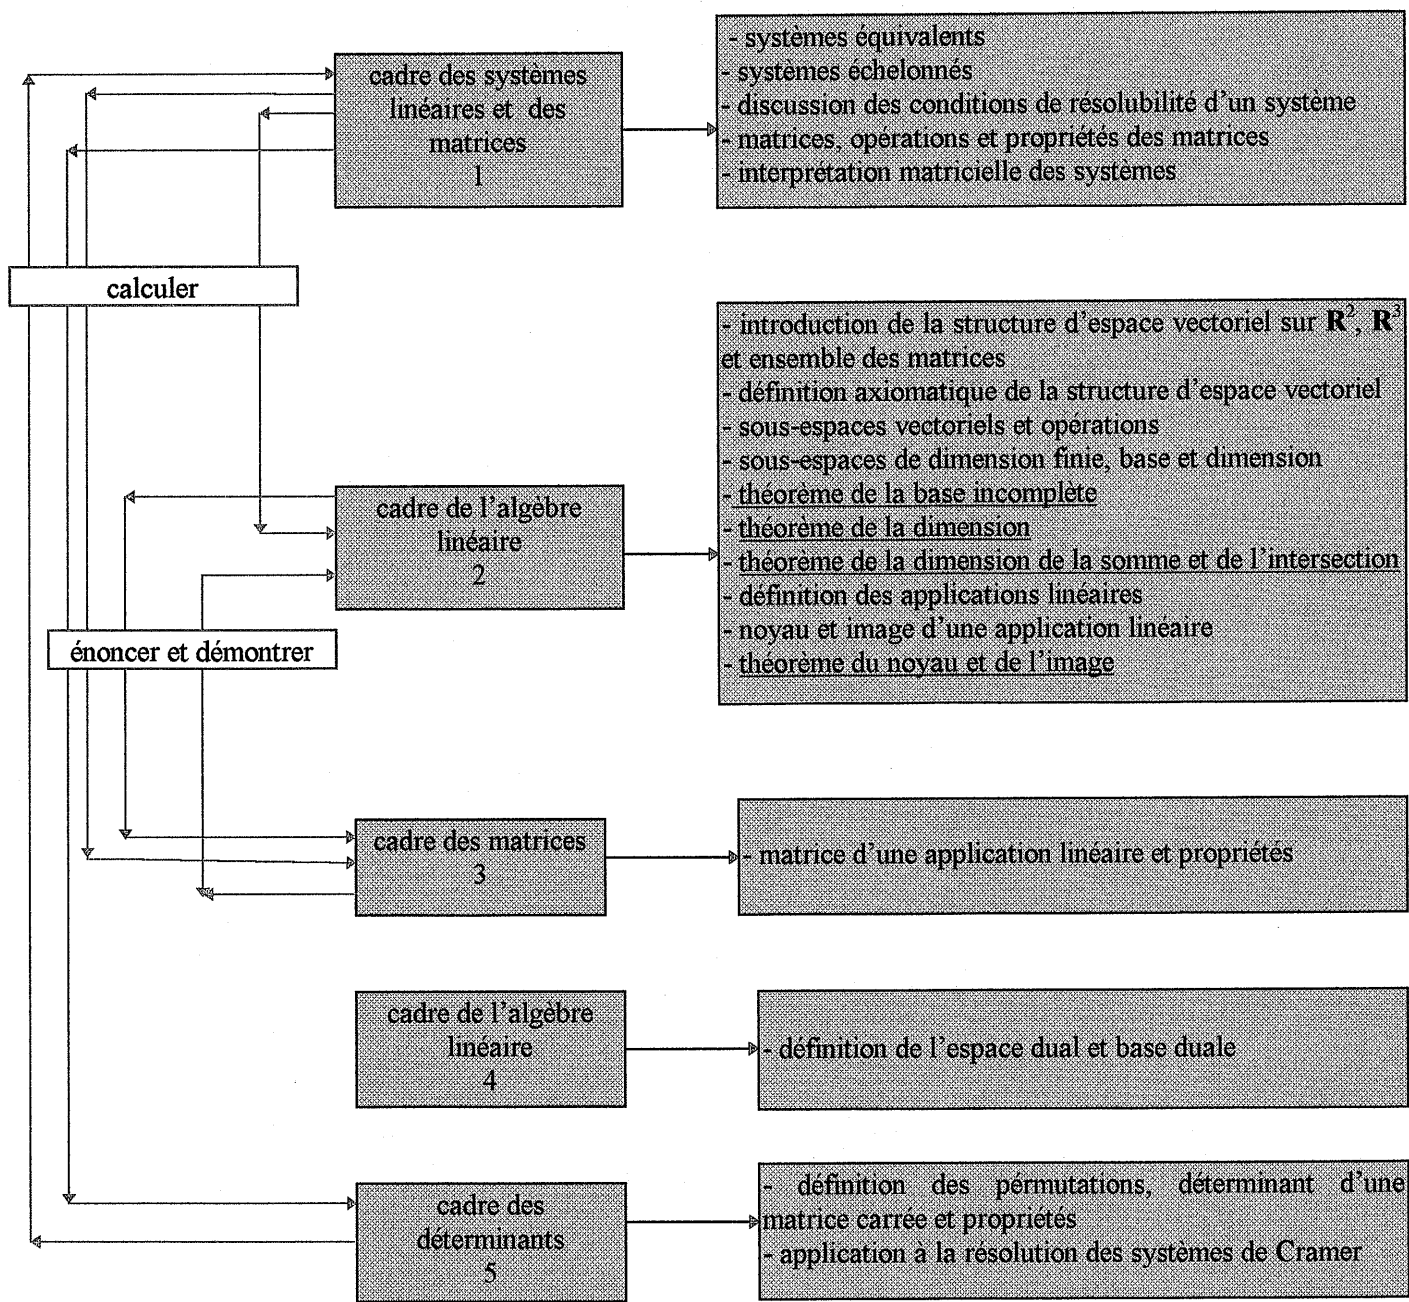 cadre des systèmes
linéaires et des
matrices
1
- systèmes équivalents
- systèmes échelonnés
- discussion des conditions de résolubilité d'un système
- matrices, opérations et propriétés des matrices
- interprétation matricielle des systèmes
calculer
- introduction de la structure d'espace vectoriel sur R², R³
et ensemble des matrices
- définition axiomatique de la structure d'espace vectoriel
- sous-espaces vectoriels et opérations
- sous-espaces de dimension finie, base et dimension
- théorème de la base incomplète
- théorème de la dimension
- théorème de la dimension de la somme et de l'intersection
- définition des applications linéaires
- noyau et image d'une application linéaire
- théorème du noyau et de l'image
cadre de l'algèbre
linéaire
2
énoncer et démontrer
cadre des matrices
3
- matrice d'une application linéaire et propriétés
cadre de l'algèbre
linéaire
4
- définition de l'espace dual et base duale
cadre des
déterminants
5
- définition des pérmutations, déterminant d'une
matrice carrée et propriétés
- application à la résolution des systèmes de Cramer